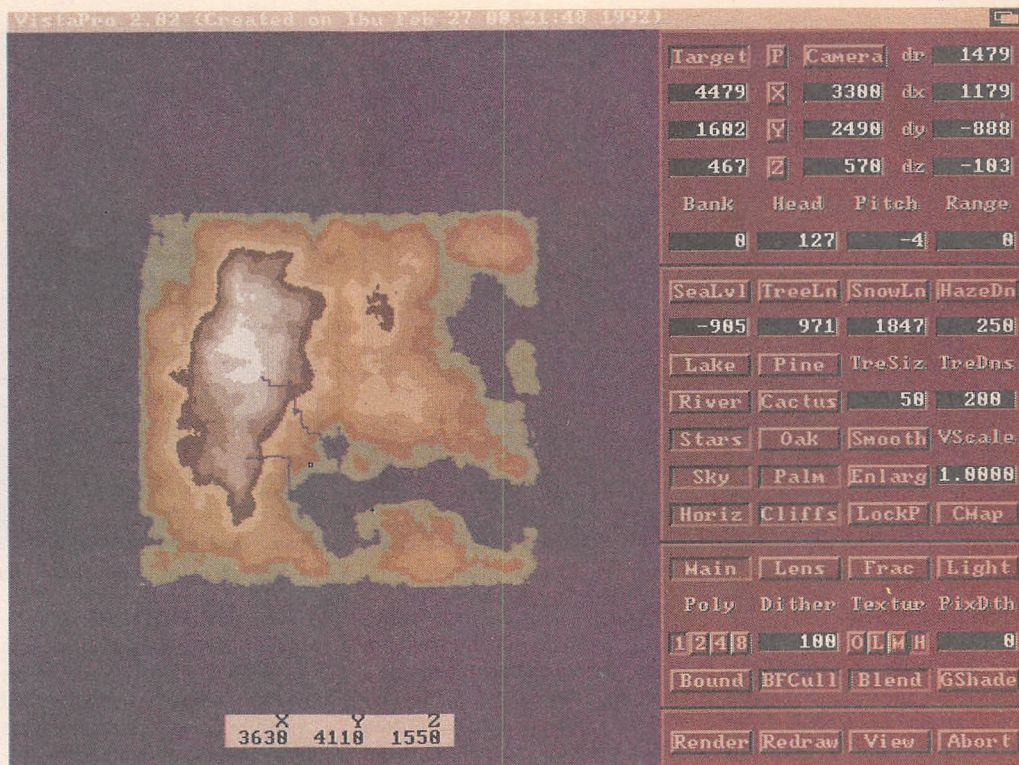 VistaPro 2.02 (Created on Thu Feb 27 00:21:48 1992)
Target P Camera dr 1479
4479 X 3300 dx 1179
1602 Y 2490 dy -888
467 Z 570 dz -103
Bank Head Pitch Range
0 127 -4 0
SeaLvl TreeLn SnowLn HazeDn
-905 971 1847 250
Lake Pine TreSiz TreDns
River Cactus 50 200
Stars Oak Smooth VScale
Sky Palm Enlarg 1.0000
Horiz Cliffs LockP CMap
Main Lens Frac Light
Poly Dither Textur PixDth
1 2 4 8 100 O L M H 0
Bound BFCull Blend GShade
X Y Z
3630 4110 1550
Render Redraw View Abort